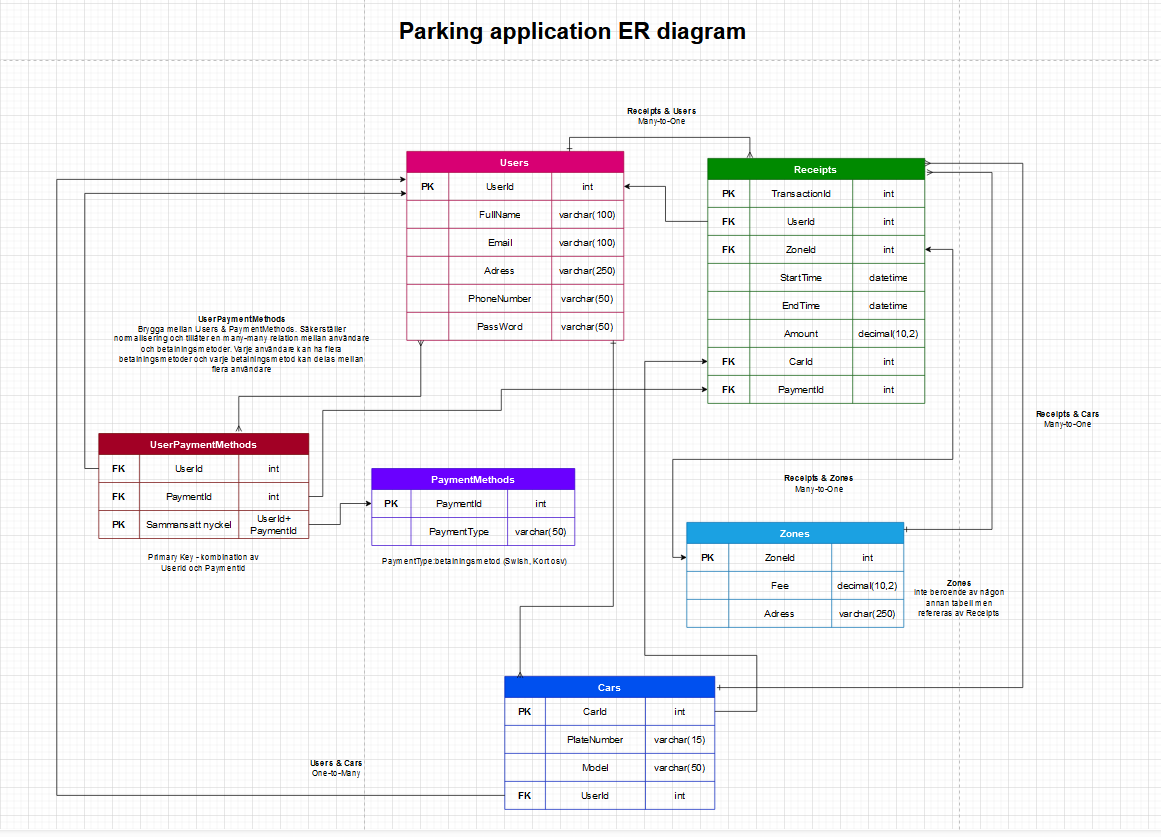 Parking application ER diagram
Receipts & Users
Many-to-One
Users
PK UserId int
FullName varchar(100)
Email varchar(100)
Adress varchar(250)
PhoneNumber varchar(50)
PassWord varchar(50)
Receipts
PK TransactionId int
FK UserId int
FK ZoneId int
StartTime datetime
EndTime datetime
Amount decimal(10,2)
FK CarId int
FK PaymentId int
UserPaymentMethods
Brygga mellan Users & PaymentMethods. Säkerställer
normalisering och tillåter en many-many relation mellan användare
och betalningsmetoder. Varje användare kan ha flera
betalningsmetoder och varje betalningsmetod kan delas mellan
flera användare
Receipts & Cars
Many-to-One
UserPaymentMethods
FK UserId int
FK PaymentId int
PK Sammansatt nyckel UserId+
PaymentId
Primary Key - kombination av
UserId och PaymentId
PaymentMethods
PK PaymentId int
PaymentType varchar(50)
PaymentType:betalningsmetod (Swish, Kort osv)
Receipts & Zones
Many-to-One
Zones
PK ZoneId int
Fee decimal(10,2)
Adress varchar(250)
Zones
Inte beroende av någon
annan tabell men
refereras av Receipts
Cars
PK CarId int
PlateNumber varchar(15)
Model varchar(50)
FK UserId int
Users & Cars
One-to-Many